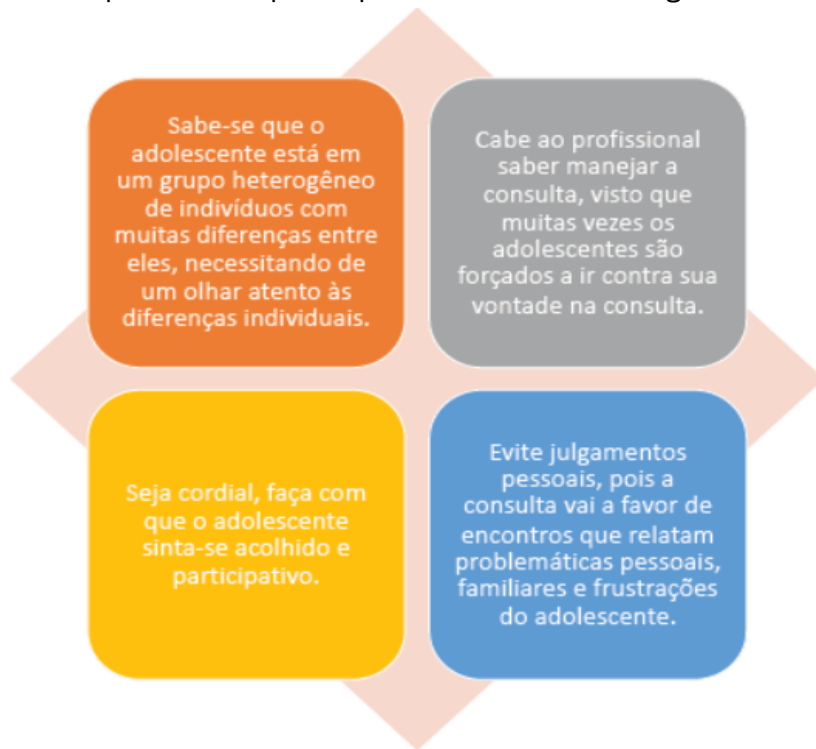 Sabe-se que o
adolescente está em
um grupo heterogêneo
de indivíduos com
muitas diferenças entre
eles, necessitando de
um olhar atento às
diferenças individuais.
Cabe ao profissional
saber manejar a
consulta, visto que
muitas vezes os
adolescentes são
forçados a ir contra sua
vontade na consulta.
Seja cordial, faça com
que o adolescente
sinta-se acolhido e
participativo.
Evite julgamentos
pessoais, pois a
consulta vai a favor de
encontros que relatam
problemáticas pessoais,
familiares e frustrações
do adolescente.